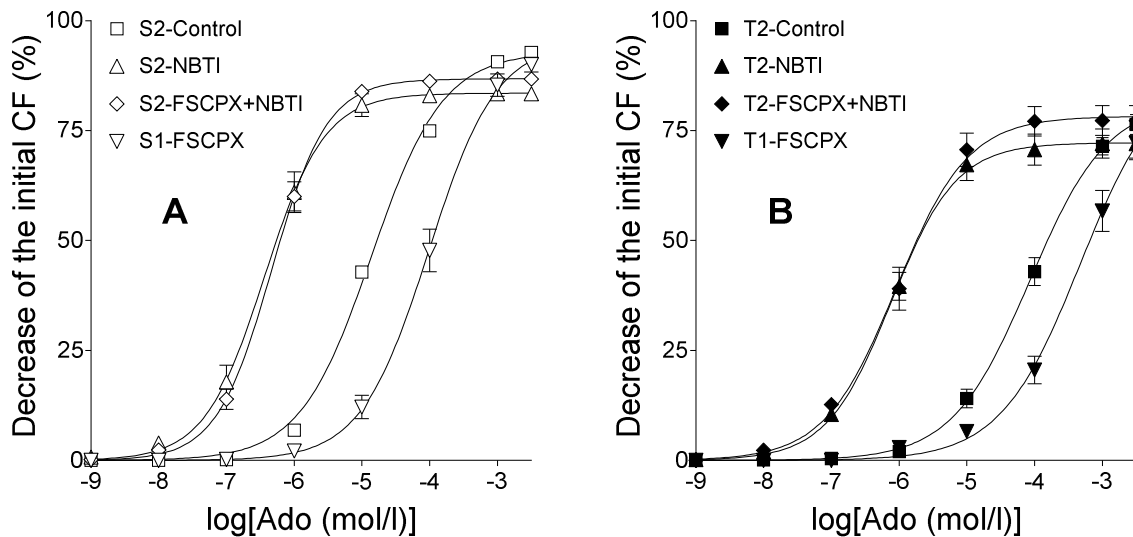 Decrease of the initial CF (%)
100
75
50
25
0
S2-Control
S2-NBTI
S2-FSCPX+NBTI
S1-FSCPX
A
-9 -8 -7 -6 -5 -4 -3
log[Ado (mol/l)]
Decrease of the initial CF (%)
100
75
50
25
0
T2-Control
T2-NBTI
T2-FSCPX+NBTI
T1-FSCPX
B
-9 -8 -7 -6 -5 -4 -3
log[Ado (mol/l)]